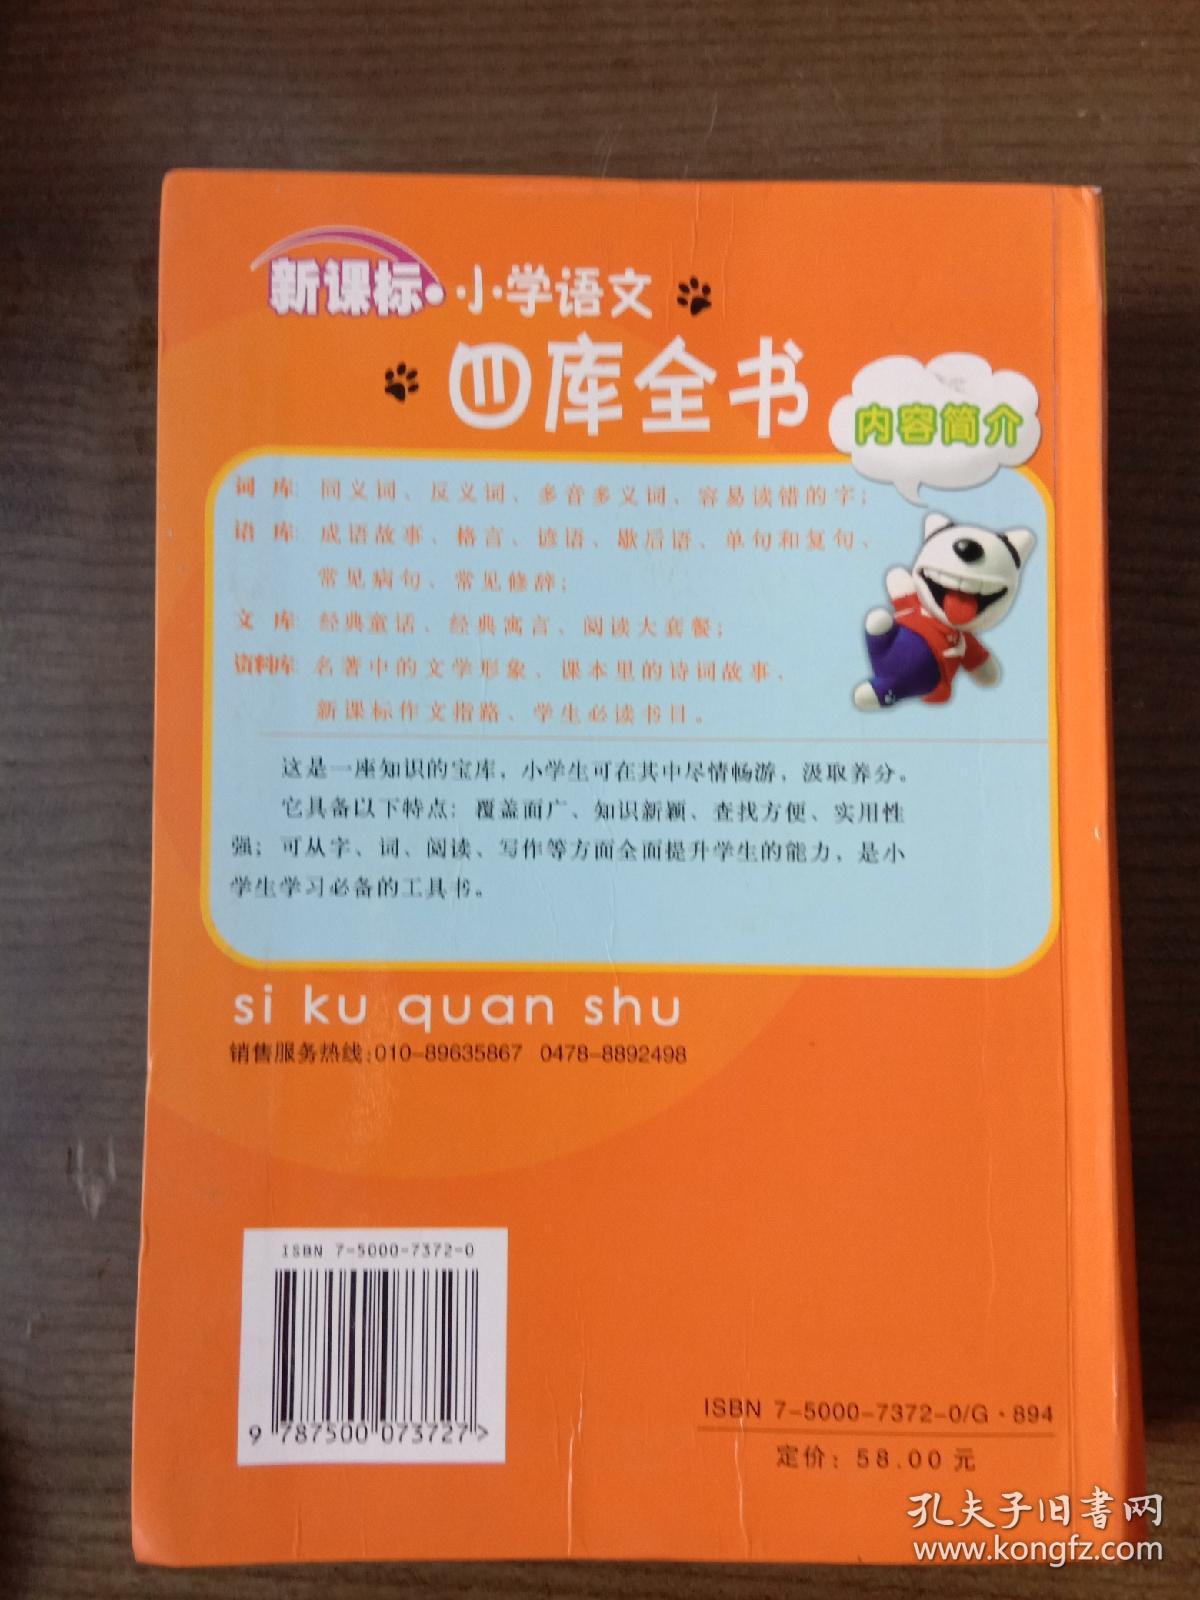 新课标·小学语文
四库全书
内容简介
词库: 同义词、反义词、多音多义词、容易读错的字;
语库: 成语故事、格言、谚语、歇后语、单句和复句、
常见病句、常见修辞;
文库: 经典童话、经典寓言、阅读大套餐;
资料库: 名著中的文学形象、课本里的诗词故事、
新课标作文指路、学生必读书目。
这是一座知识的宝库，小学生可在其中尽情畅游，汲取养分。
它具备以下特点：覆盖面广、知识新颖、查找方便、实用性
强；可从字、词、阅读、写作等方面全面提升学生的能力，是小
学生学习必备的工具书。
si ku quan shu
销售服务热线:010-89635867 0478-8892498
ISBN 7-5000-7372-0
9 787500 073727 >
ISBN 7-5000-7372-0/G·894
定价: 58.00 元
孔夫子旧书网
www.kongfz.com